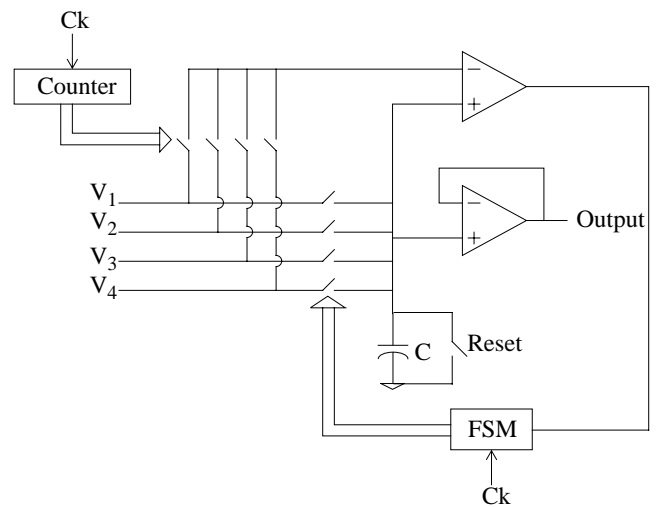 Ck
Counter
V1
V2
V3
V4
−
+
−
+
Output
C
Reset
FSM
Ck